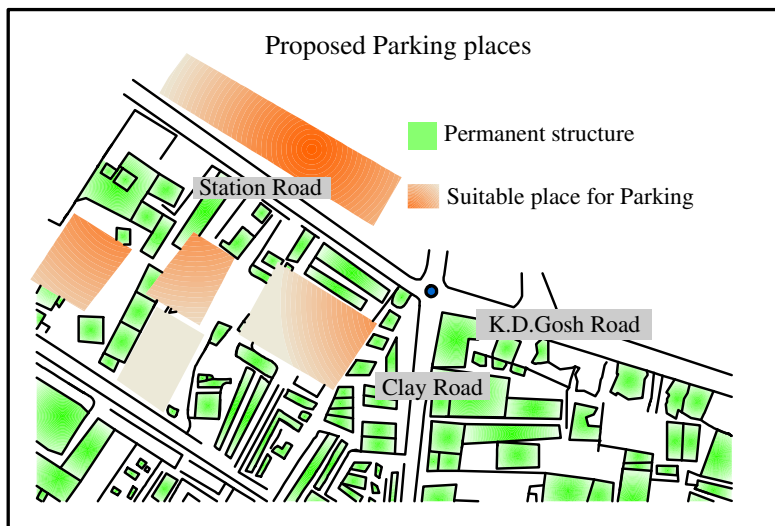 Proposed Parking places
Permanent structure
Station Road
Suitable place for Parking
K.D.Gosh Road
Clay Road